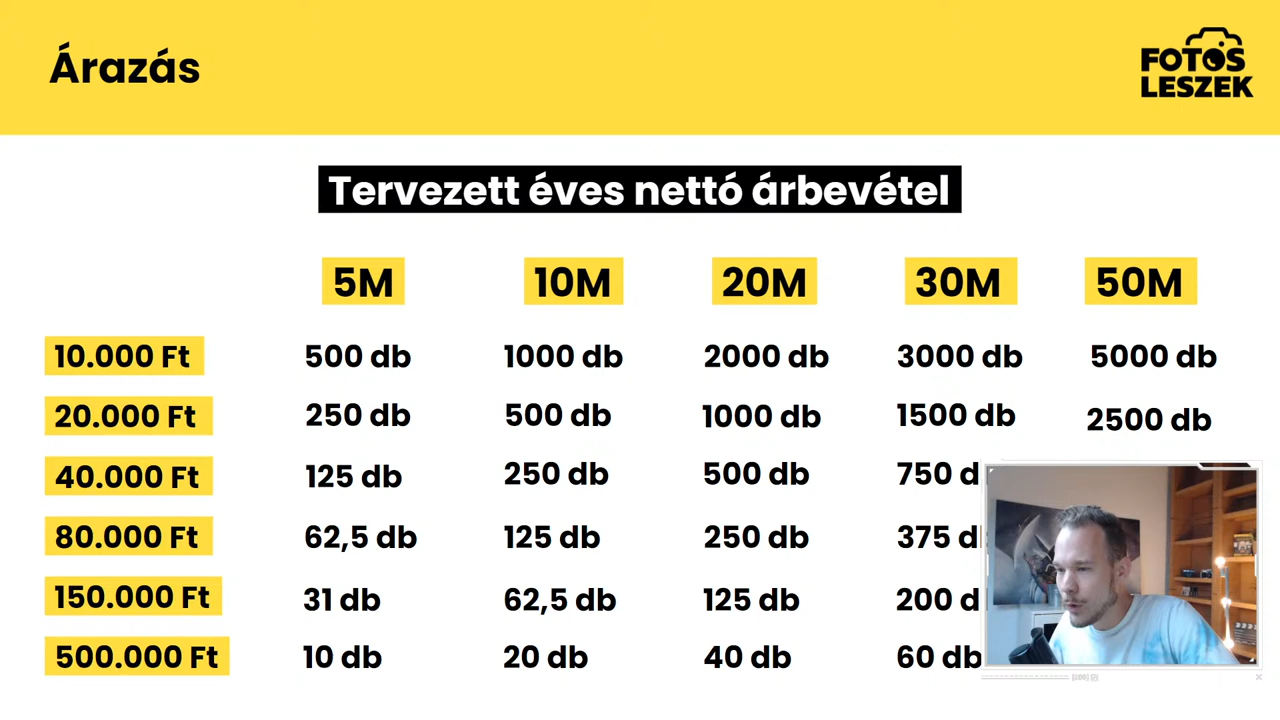 Árazás
FOTOS
LESZEK
Tervezett éves nettó árbevétel
5M 10M 20M 30M 50M
10.000 Ft 500 db 1000 db 2000 db 3000 db 5000 db
20.000 Ft 250 db 500 db 1000 db 1500 db 2500 db
40.000 Ft 125 db 250 db 500 db 750 d
80.000 Ft 62,5 db 125 db 250 db 375 d
150.000 Ft 31 db 62,5 db 125 db 200 d
500.000 Ft 10 db 20 db 40 db 60 db